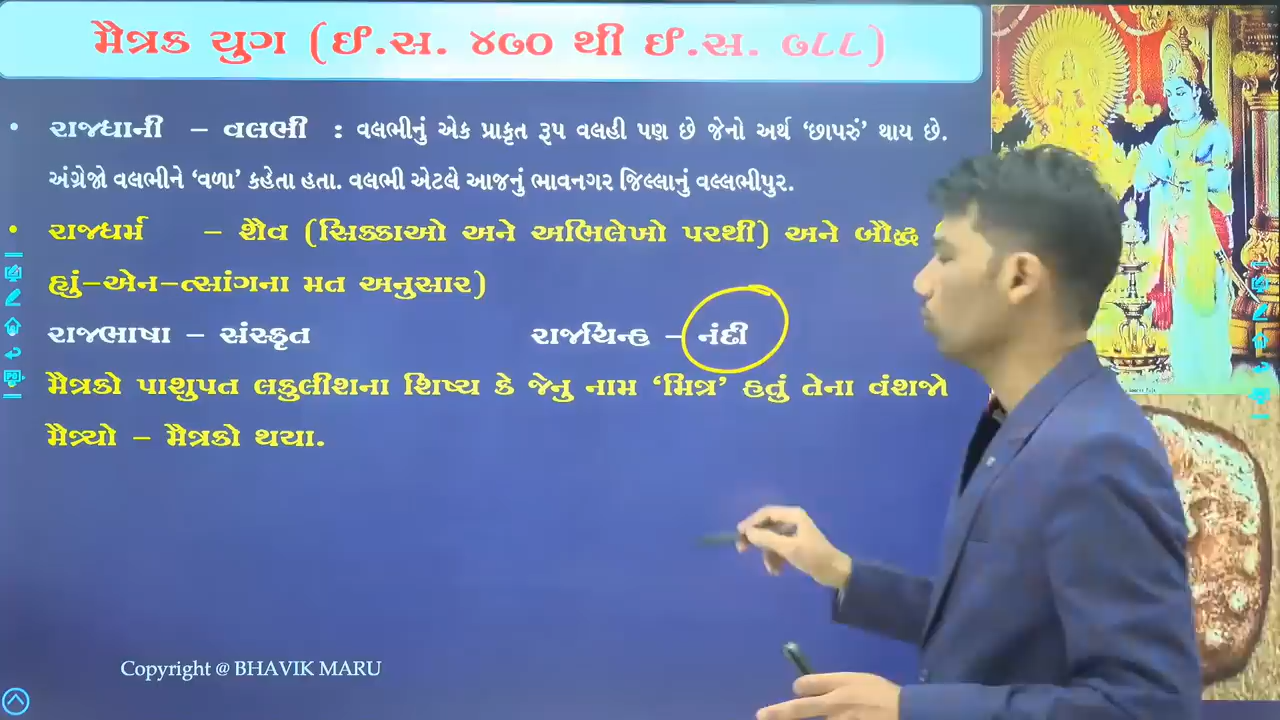 મૈત્રક યુગ (ઈ.સ. ૪૭૦ થી ઈ.સ. ૭૮૮)
• રાજધાની – વલભી : વલભીનું એક પ્રાકૃત રૂપ વલહી પણ છે જેનો અર્થ ‘છાપરું’ થાય છે.
અંગ્રેજો વલભીને ‘વળા’ કહેતા હતા. વલભી એટલે આજનું ભાવનગર જિલ્લાનું વલ્લભીપુર.
• રાજધર્મ – શૈવ (સિક્કાઓ અને અભિલેખો પરથી) અને બૌદ્ધ
હ્યું-એન-ત્સાંગના મત અનુસાર)
રાજભાષા – સંસ્કૃત રાજચિન્હ – નંદી
મૈત્રકો પાશુપત લકુલીશના શિષ્ય કે જેનુ નામ ‘મિત્ર’ હતું તેના વંશજો
મૈત્ર્યો – મૈત્રકો થયા.
Copyright @ BHAVIK MARU